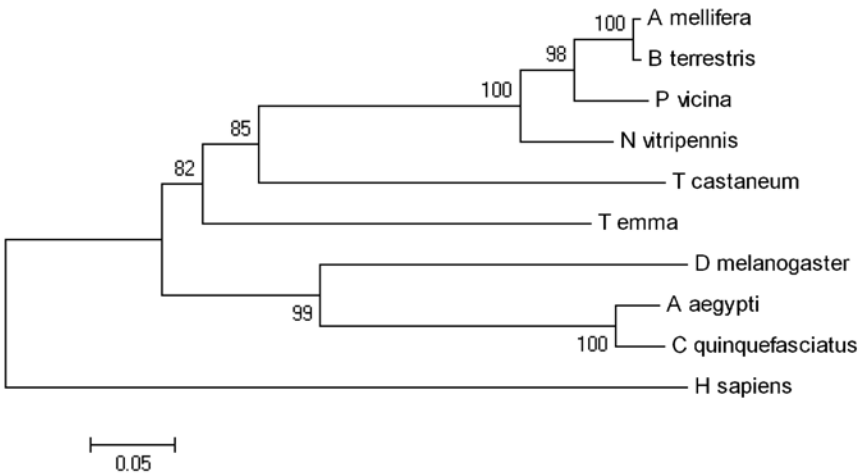 A mellifera
100
B terrestris
98
P vicina
100
N vitripennis
85
T castaneum
82
T emma
D melanogaster
99
A aegypti
100
C quinquefasciatus
H sapiens
0.05